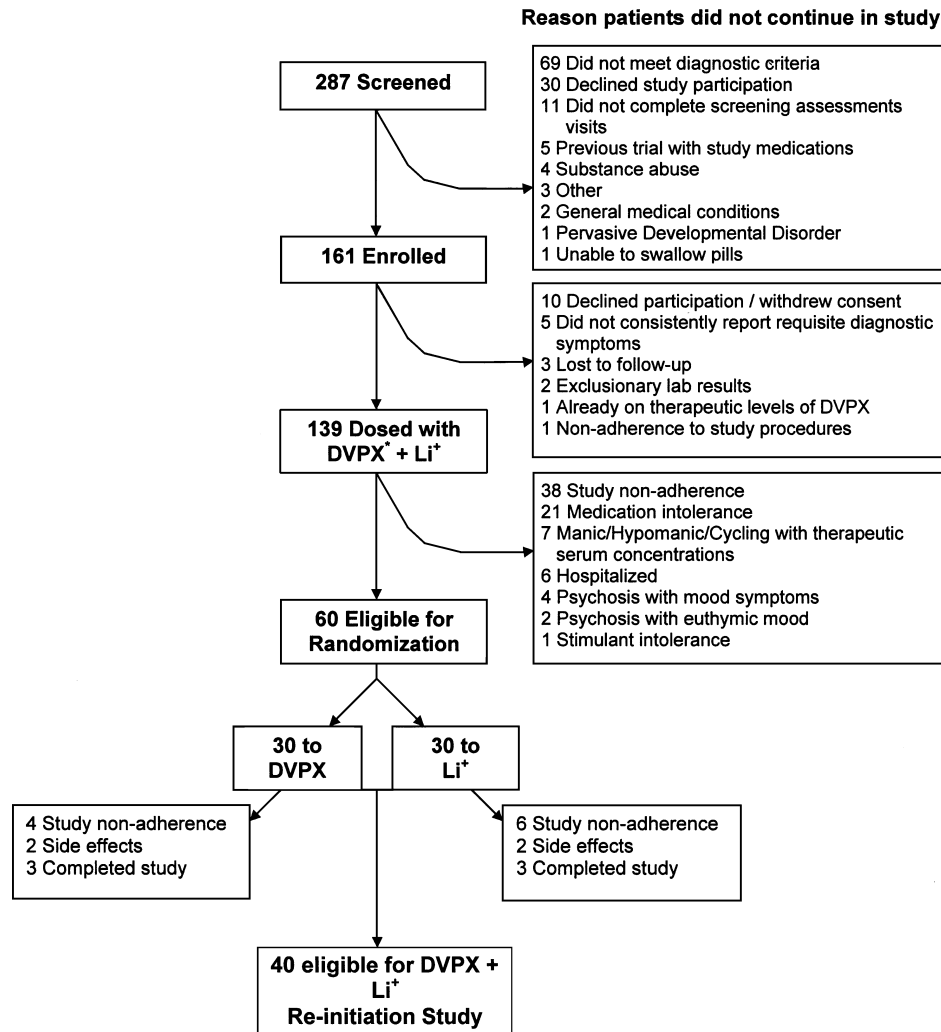 Reason patients did not continue in study
287 Screened
69 Did not meet diagnostic criteria
30 Declined study participation
11 Did not complete screening assessments
visits
5 Previous trial with study medications
4 Substance abuse
3 Other
2 General medical conditions
1 Pervasive Developmental Disorder
1 Unable to swallow pills
161 Enrolled
10 Declined participation / withdrew consent
5 Did not consistently report requisite diagnostic
symptoms
3 Lost to follow-up
2 Exclusionary lab results
1 Already on therapeutic levels of DVPX
1 Non-adherence to study procedures
139 Dosed with
DVPX* + Li⁺
38 Study non-adherence
21 Medication intolerance
7 Manic/Hypomanic/Cycling with therapeutic
serum concentrations
6 Hospitalized
4 Psychosis with mood symptoms
2 Psychosis with euthymic mood
1 Stimulant intolerance
60 Eligible for
Randomization
30 to
DVPX
30 to
Li⁺
4 Study non-adherence
2 Side effects
3 Completed study
6 Study non-adherence
2 Side effects
3 Completed study
40 eligible for DVPX +
Li⁺
Re-initiation Study